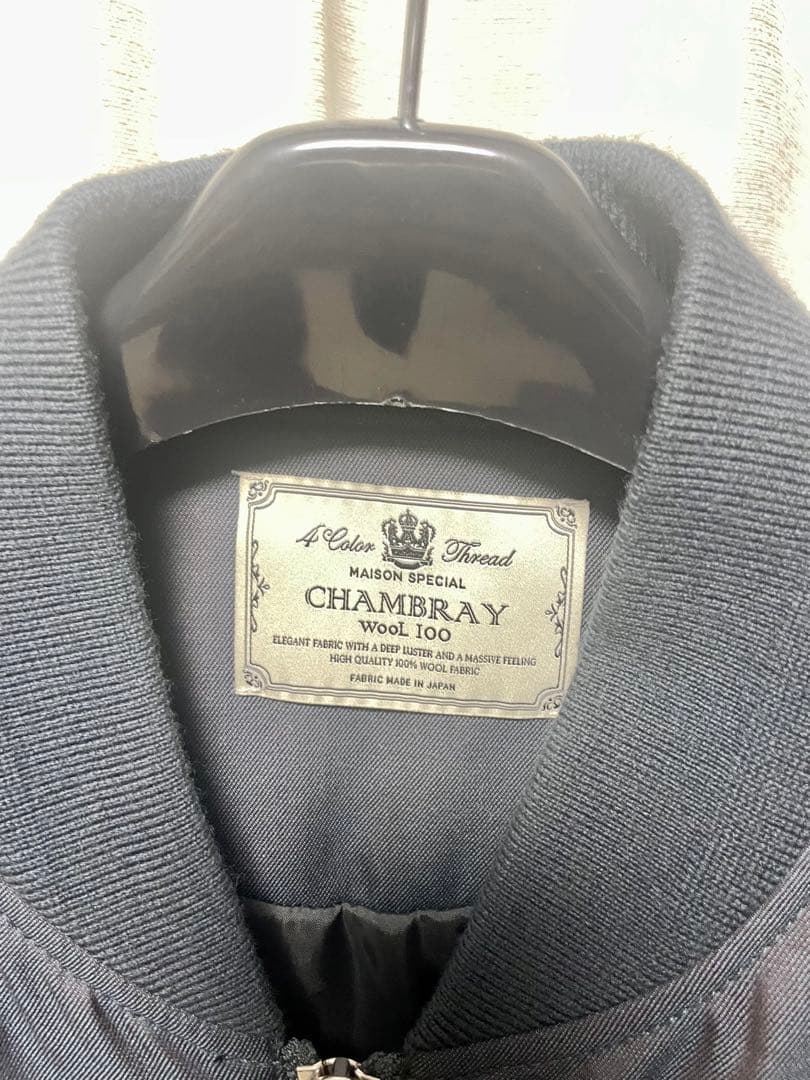 4 Color Thread
MAISON SPECIAL
CHAMBRAY
WOOL 100
ELEGANT FABRIC WITH A DEEP LUSTER AND A MASSIVE FEELING
HIGH QUALITY 100% WOOL FABRIC
FABRIC MADE IN JAPAN